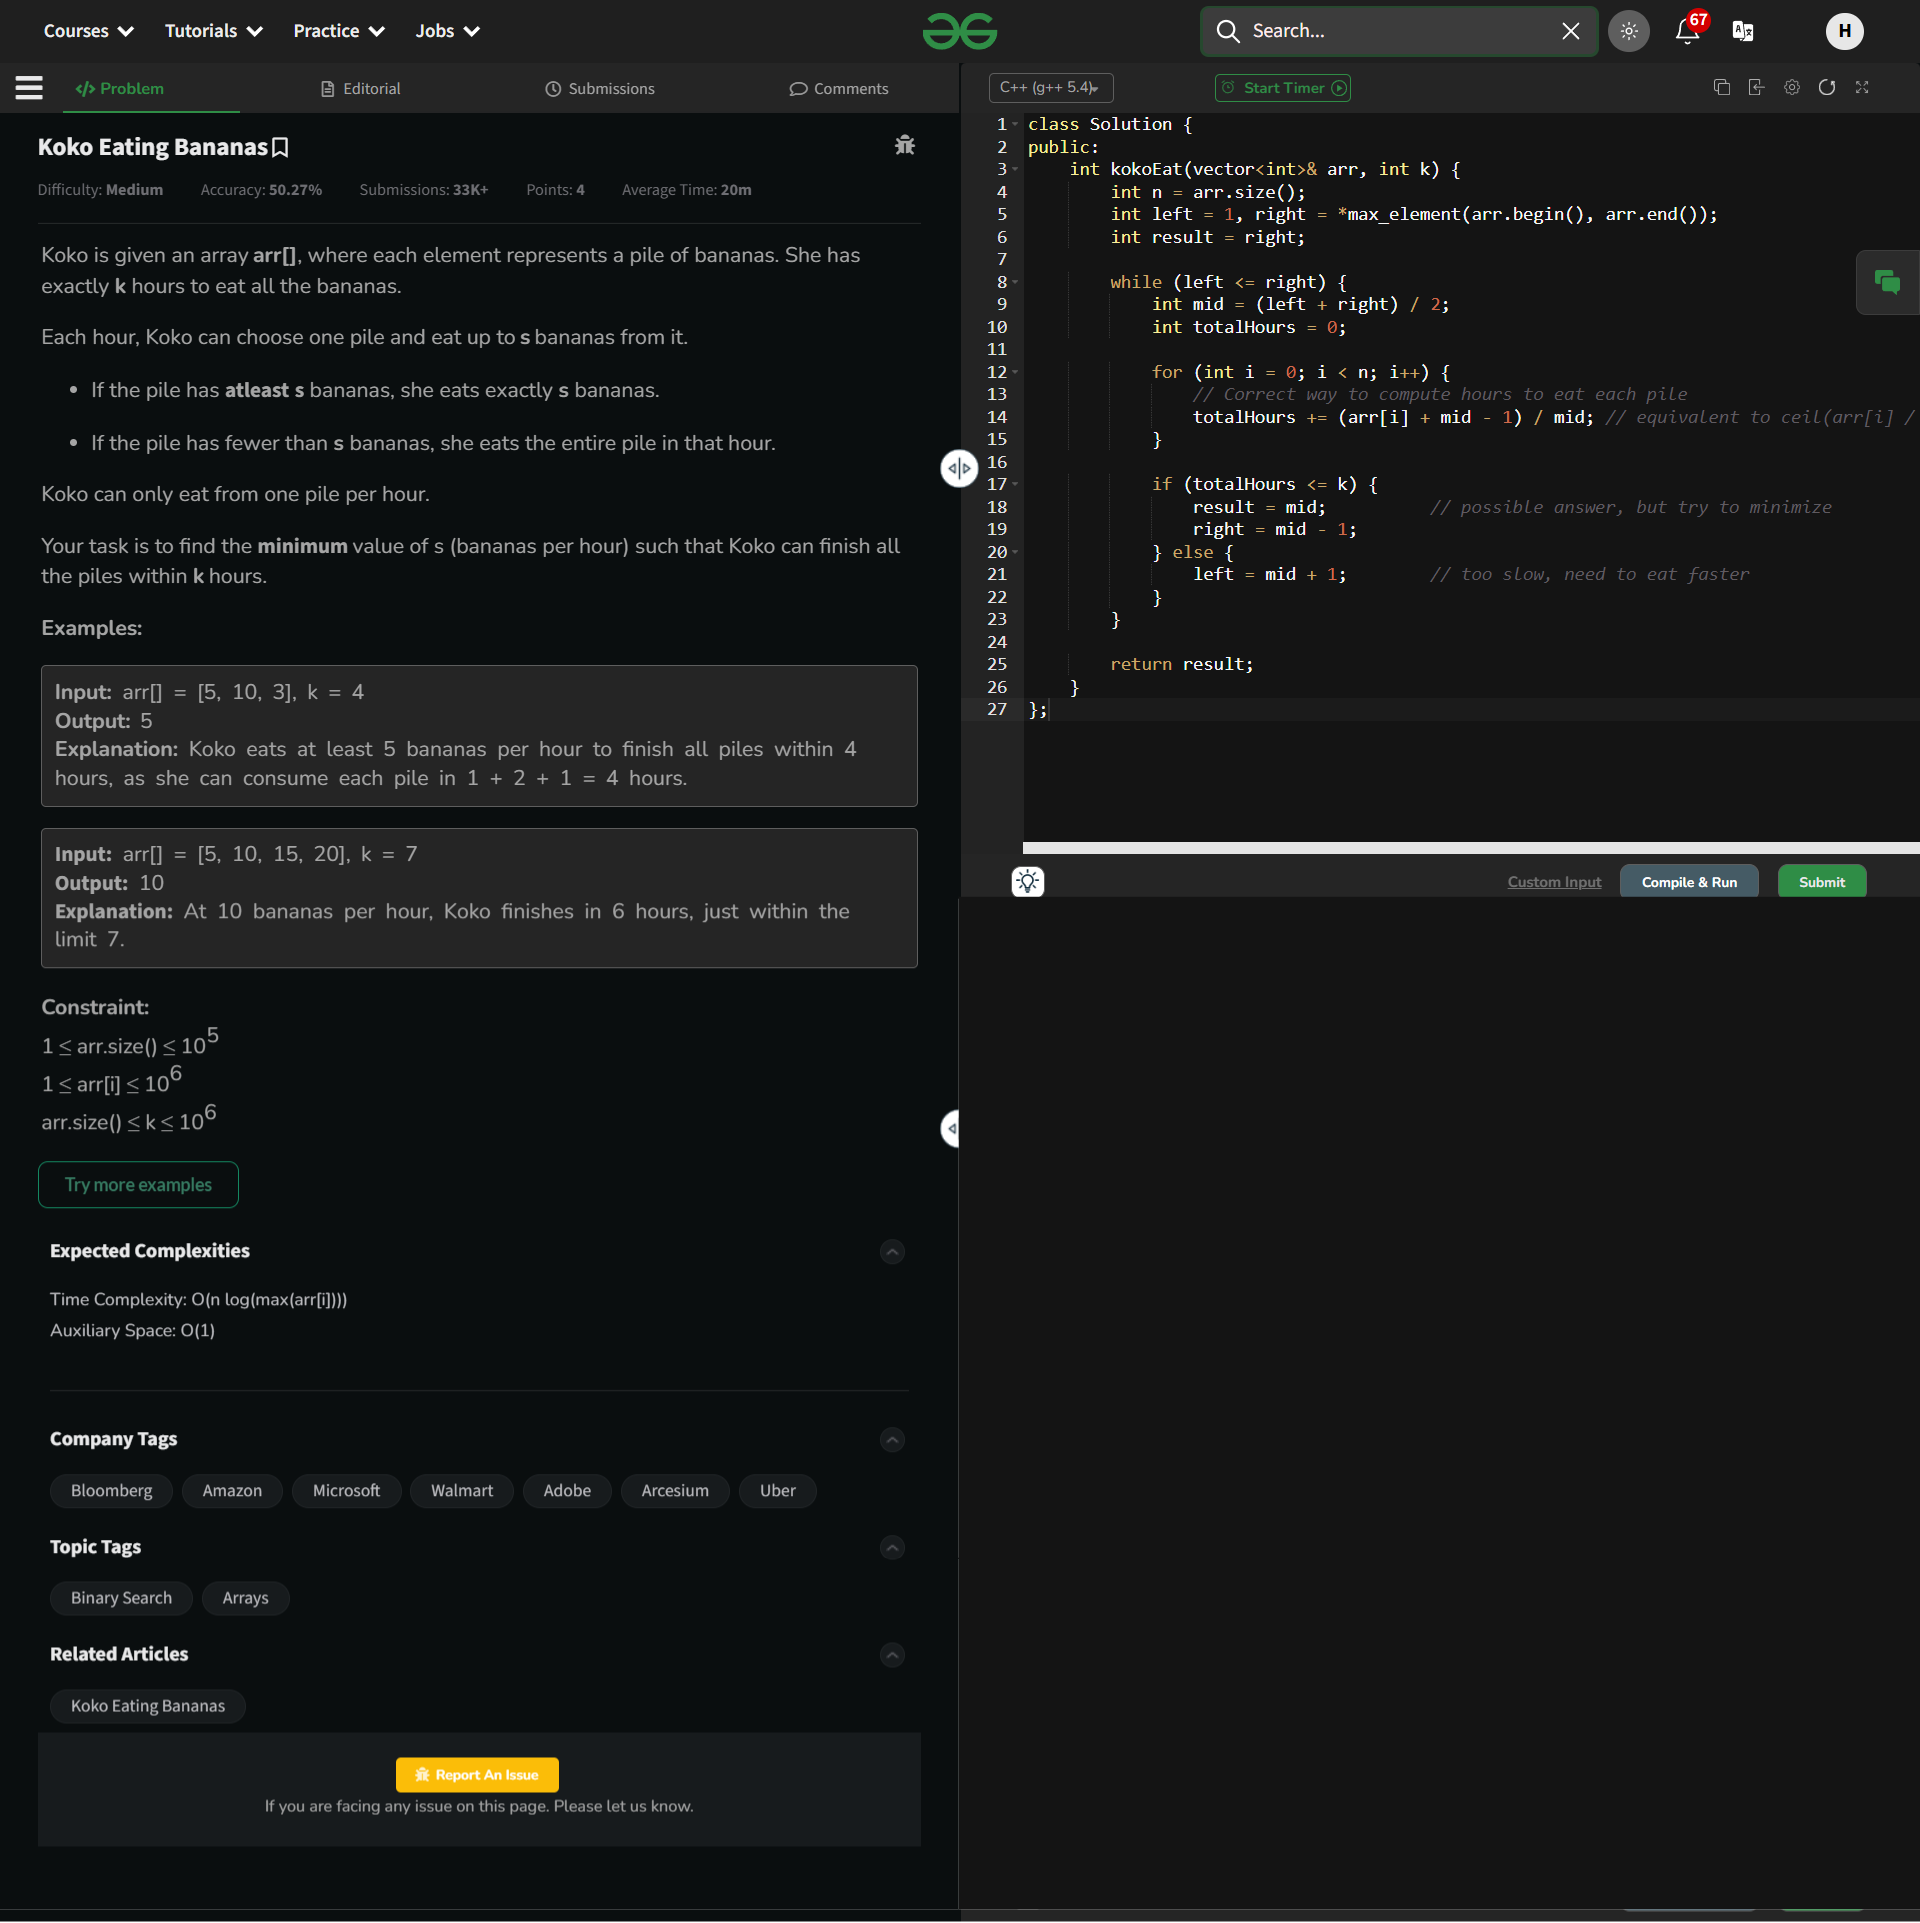 Courses Tutorials Practice Jobs Search... 67 H
Problem Editorial Submissions Comments
Koko Eating Bananas
Difficulty: Medium Accuracy: 50.27% Submissions: 33K+ Points: 4 Average Time: 20m
Koko is given an array arr[], where each element represents a pile of bananas. She has
exactly k hours to eat all the bananas.
Each hour, Koko can choose one pile and eat up to s bananas from it.
• If the pile has atleast s bananas, she eats exactly s bananas.
• If the pile has fewer than s bananas, she eats the entire pile in that hour.
Koko can only eat from one pile per hour.
Your task is to find the minimum value of s (bananas per hour) such that Koko can finish all
the piles within k hours.
Examples:
Input: arr[] = [5, 10, 3], k = 4
Output: 5
Explanation: Koko eats at least 5 bananas per hour to finish all piles within 4
hours, as she can consume each pile in 1 + 2 + 1 = 4 hours.
Input: arr[] = [5, 10, 15, 20], k = 7
Output: 10
Explanation: At 10 bananas per hour, Koko finishes in 6 hours, just within the
limit 7.
Constraint:
1 ≤ arr.size() ≤ 10^5
1 ≤ arr[i] ≤ 10^6
arr.size() ≤ k ≤ 10^6
Try more examples
Expected Complexities
Time Complexity: O(n log(max(arr[i])))
Auxiliary Space: O(1)
Company Tags
Bloomberg Amazon Microsoft Walmart Adobe Arcesium Uber
Topic Tags
Binary Search Arrays
Related Articles
Koko Eating Bananas
Report An Issue
If you are facing any issue on this page. Please let us know.
C++ (g++ 5.4) Start Timer
1 class Solution {
2 public:
3     int kokoEat(vector<int>& arr, int k) {
4         int n = arr.size();
5         int left = 1, right = *max_element(arr.begin(), arr.end());
6         int result = right;
7
8         while (left <= right) {
9             int mid = (left + right) / 2;
10             int totalHours = 0;
11
12             for (int i = 0; i < n; i++) {
13                 // Correct way to compute hours to eat each pile
14                 totalHours += (arr[i] + mid - 1) / mid; // equivalent to ceil(arr[i] /
15             }
16
17             if (totalHours <= k) {
18                 result = mid;          // possible answer, but try to minimize
19                 right = mid - 1;
20             } else {
21                 left = mid + 1;        // too slow, need to eat faster
22             }
23         }
24
25         return result;
26     }
27 };
Custom Input Compile & Run Submit